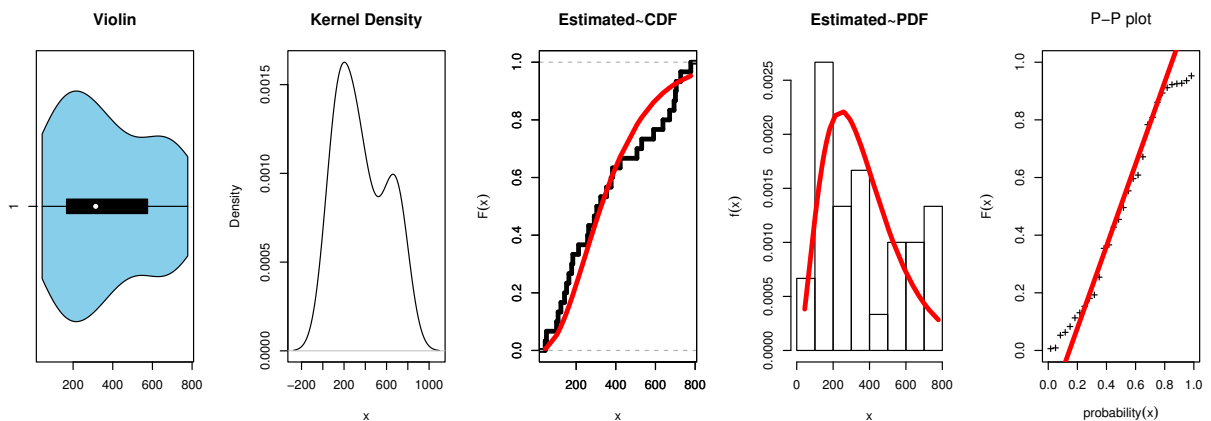 Violin
1
200 400 600 800
Kernel Density
Density
0.0000 0.0005 0.0010 0.0015
−200 200 600 1000
x
Estimated~CDF
F(x)
0.0 0.2 0.4 0.6 0.8 1.0
200 400 600 800
x
Estimated~PDF
f(x)
0.0000 0.0005 0.0010 0.0015 0.0020 0.0025
0 200 400 600 800
x
P−P plot
F(x)
0.0 0.2 0.4 0.6 0.8 1.0
0.0 0.2 0.4 0.6 0.8 1.0
probability(x)